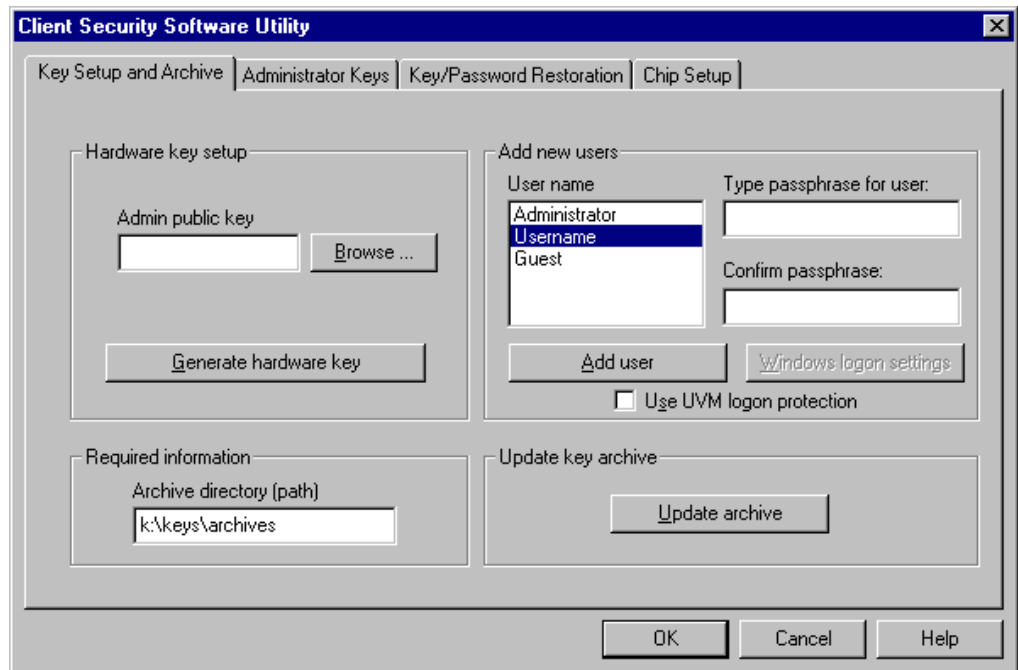 Client Security Software Utility
Key Setup and Archive Administrator Keys Key/Password Restoration Chip Setup
Hardware key setup
Admin public key
Browse ...
Generate hardware key
Add new users
User name
Administrator
Username
Guest
Type passphrase for user:
Confirm passphrase:
Add user
Windows logon settings
Use UVM logon protection
Required information
Archive directory (path)
k:\keys\archives
Update key archive
Update archive
OK Cancel Help